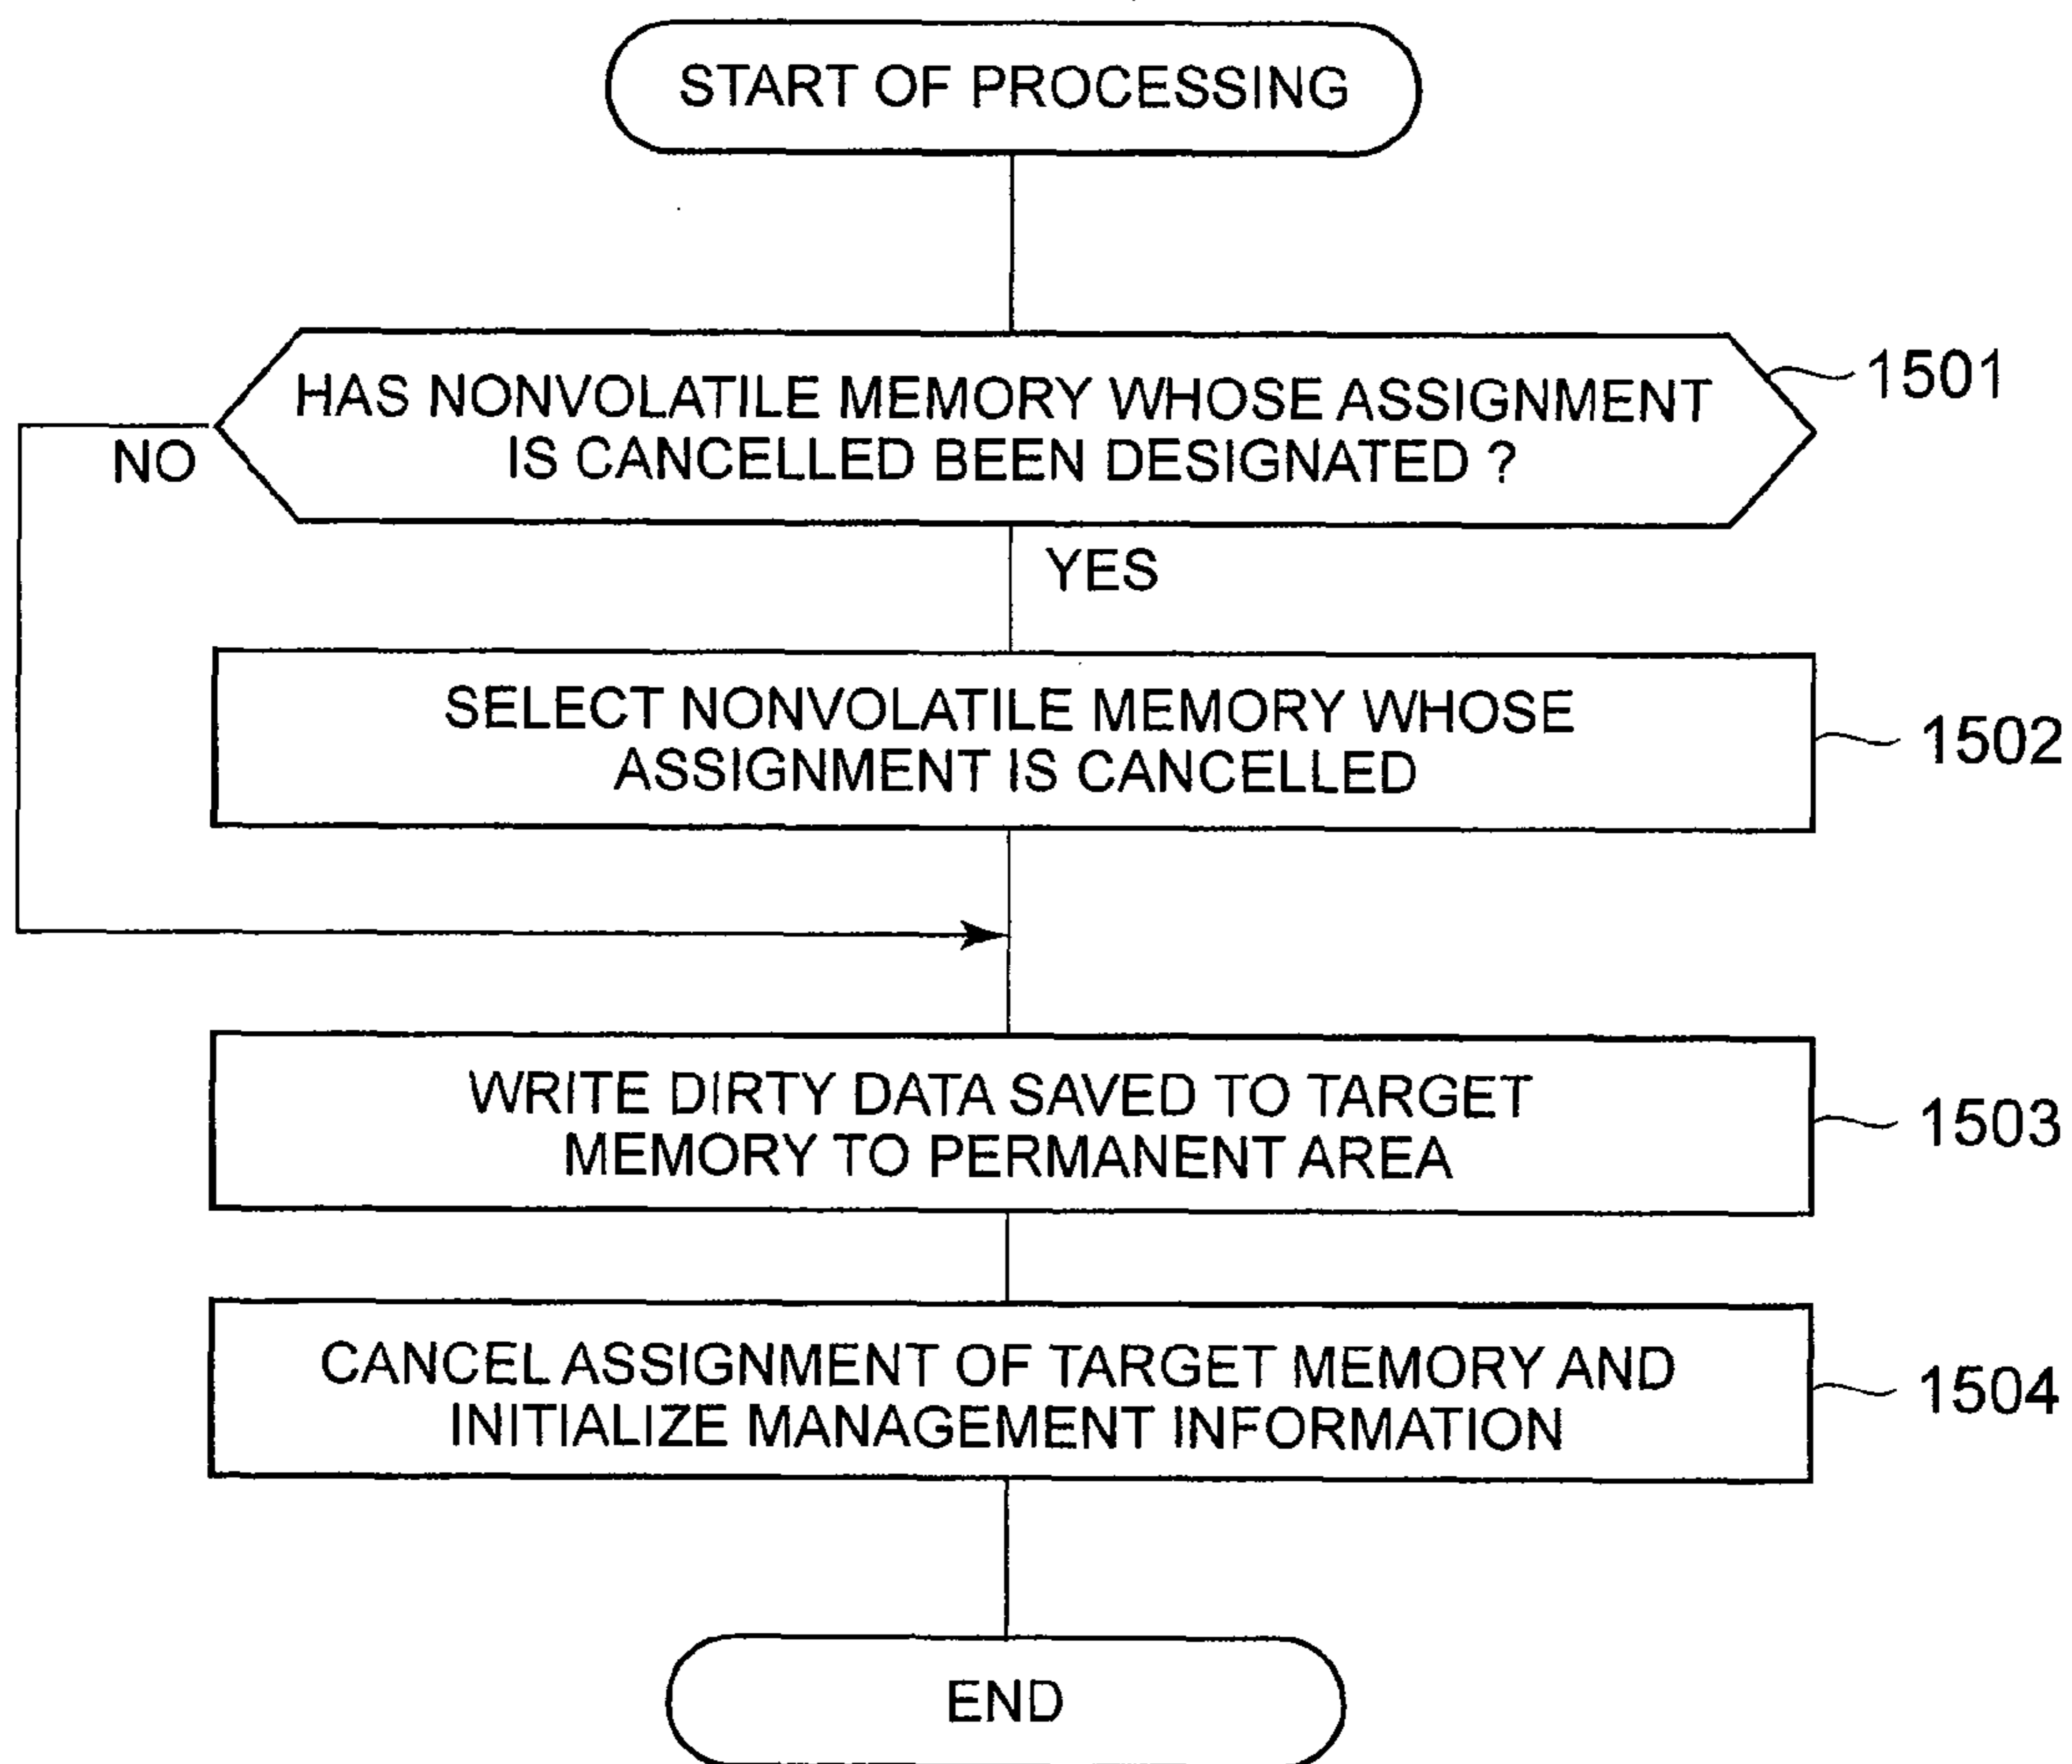 START OF PROCESSING
HAS NONVOLATILE MEMORY WHOSE ASSIGNMENT
IS CANCELLED BEEN DESIGNATED ?
1501
NO
YES
SELECT NONVOLATILE MEMORY WHOSE
ASSIGNMENT IS CANCELLED
1502
WRITE DIRTY DATA SAVED TO TARGET
MEMORY TO PERMANENT AREA
1503
CANCEL ASSIGNMENT OF TARGET MEMORY AND
INITIALIZE MANAGEMENT INFORMATION
1504
END